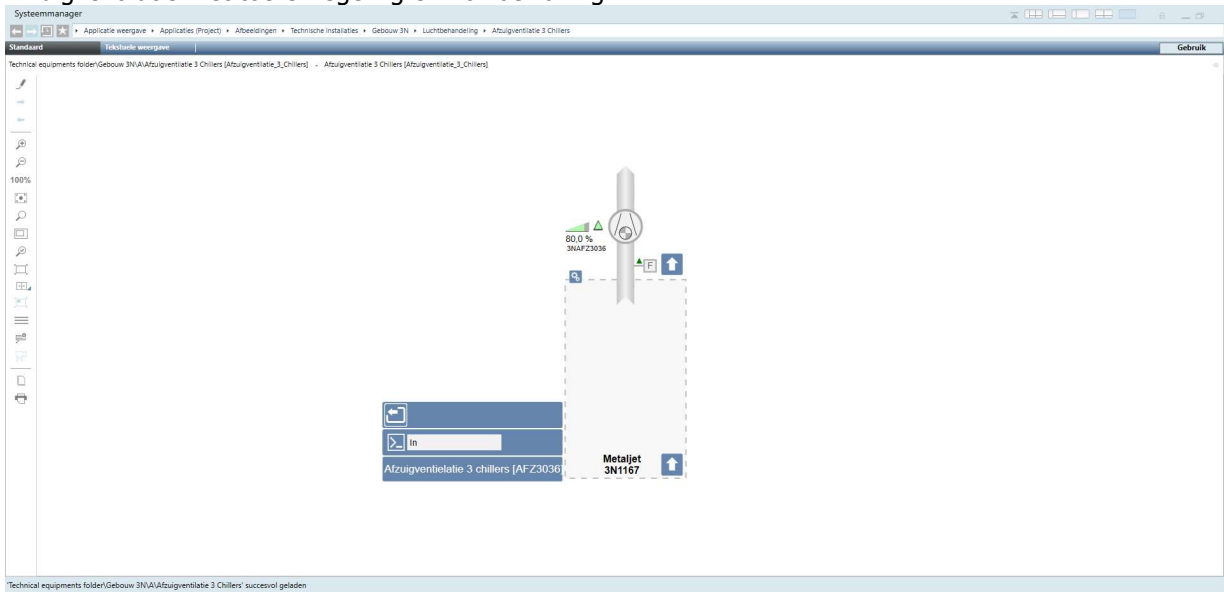 Systeemmanager
Applicatie weergave ▸ Applicaties (Project) ▸ Afbeeldingen ▸ Technische installaties ▸ Gebouw 3N ▸ Luchtbehandeling ▸ Afzuigventilatie 3 Chillers
Standaard Tekstuele weergave Gebruik
Technical equipments folder\Gebouw 3N\A\Afzuigventilatie 3 Chillers [Afzuigventilatie_3_Chillers] - Afzuigventilatie 3 Chillers [Afzuigventilatie_3_Chillers]
100%
80,0 %
3NAFZ3036
F
In
Afzuigventielatie 3 chillers [AFZ3036]
Metaljet
3N1167
'Technical equipments folder\Gebouw 3N\A\Afzuigventilatie 3 Chillers' succesvol geladen